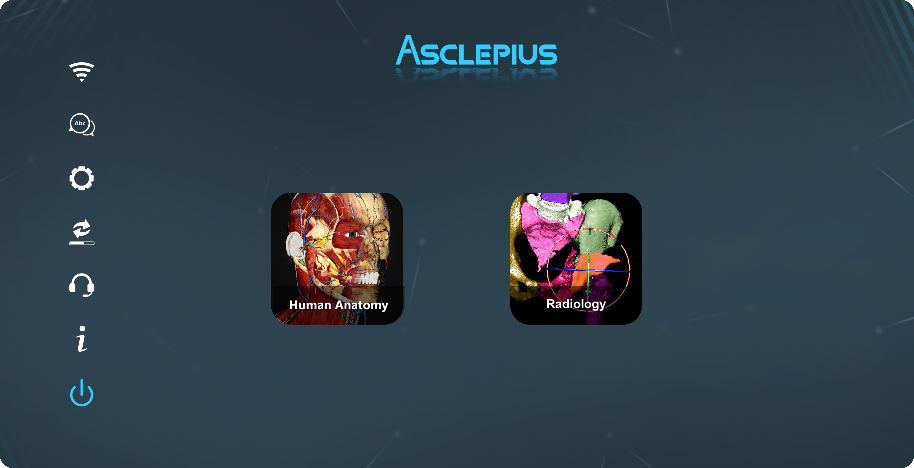 ASCLEPIUS
Abc
Human Anatomy
Radiology
i